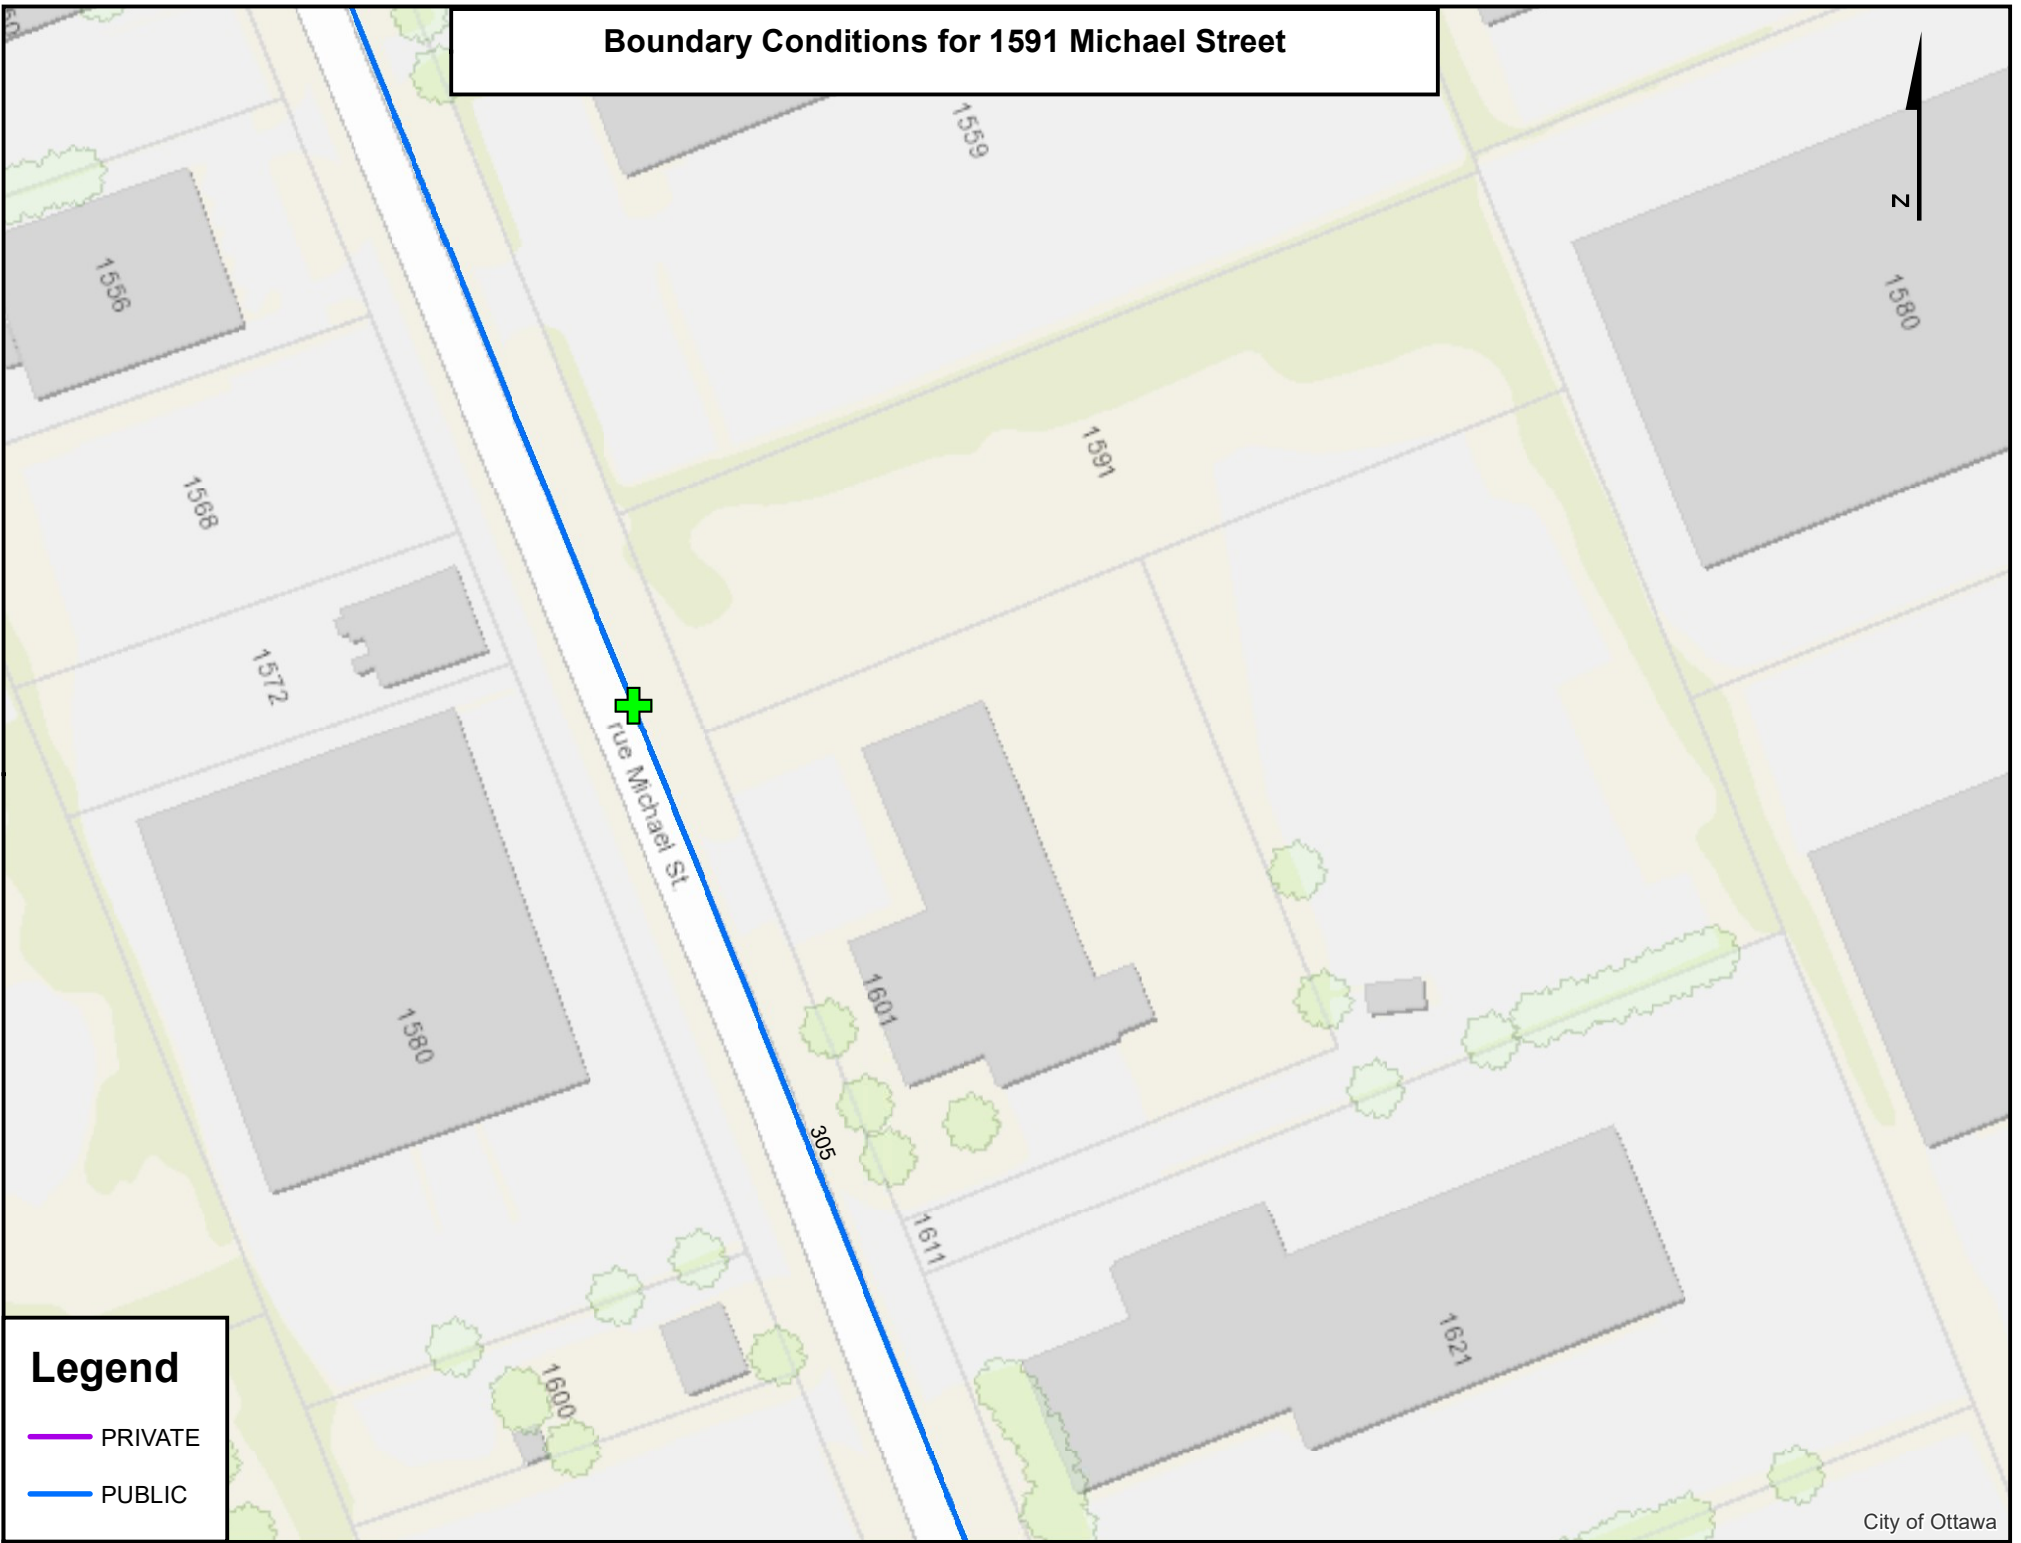 Boundary Conditions for 1591 Michael Street
1559
N
1556
1580
1591
1568
1572
rue Michael St.
1601
1580
305
1611
1621
1600
Legend
PRIVATE
PUBLIC
City of Ottawa